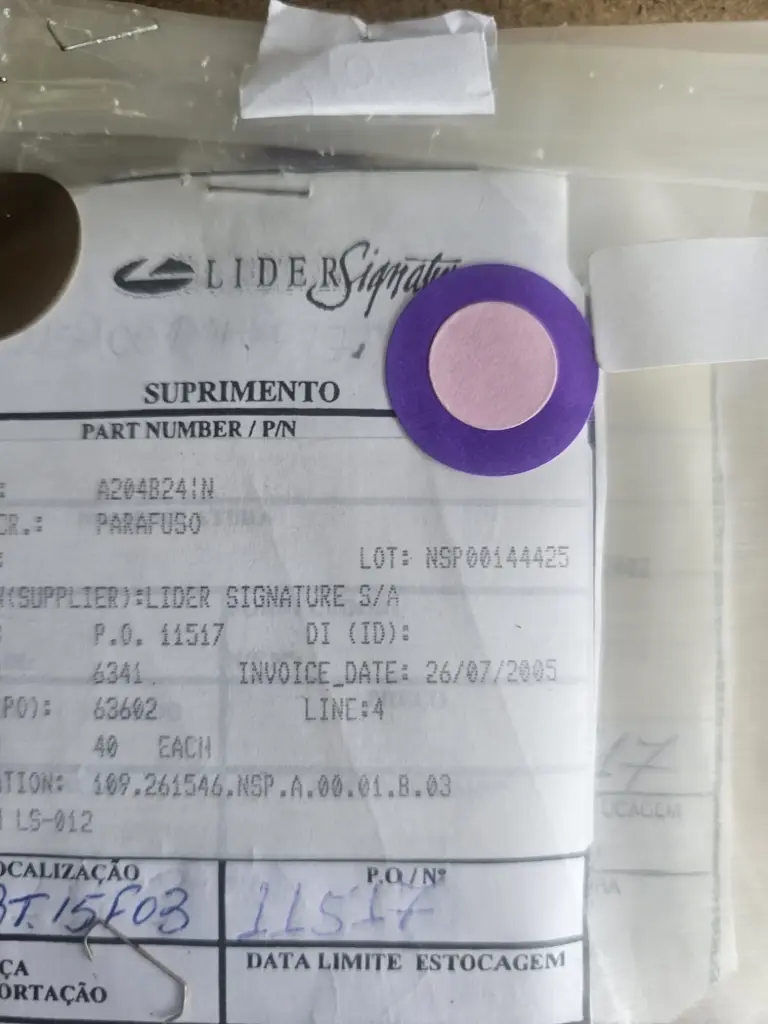 LIDER Signatu
SUPRIMENTO
PART NUMBER / P/N
: A204B24!N
CR.: PARAFUSO
:
LOT: NSP00144425
(SUPPLIER):LIDER SIGNATURE S/A
: P.O. 11517 DI (ID):
6341 INVOICE_DATE: 26/07/2005
PO): 63602 LINE:4
40 EACH
ATION: 109.261546.NSP.A.00.01.B.03
LS-012
OCALIZAÇÃO P.O./Nº
BT.15F03 11517
ÇA DATA LIMITE ESTOCAGEM
ORTAÇÃO
17